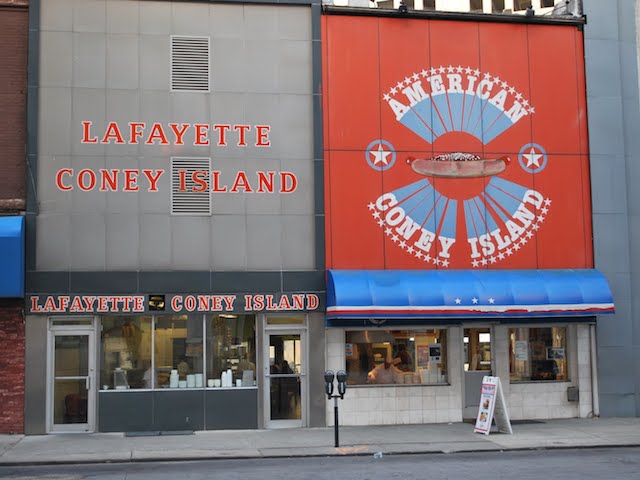 LAFAYETTE
CONEY ISLAND
LAFAYETTE CONEY ISLAND
AMERICAN
CONEY ISLAND